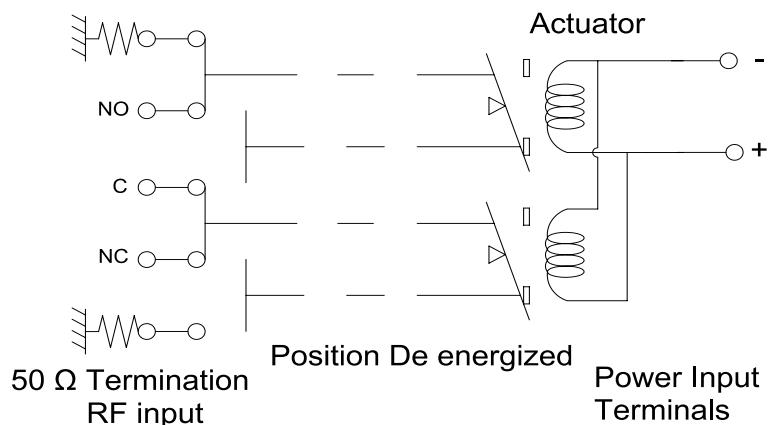 Actuator
-
NO
+
C
NC
Position De energized
50 Ω Termination
RF input
Power Input
Terminals